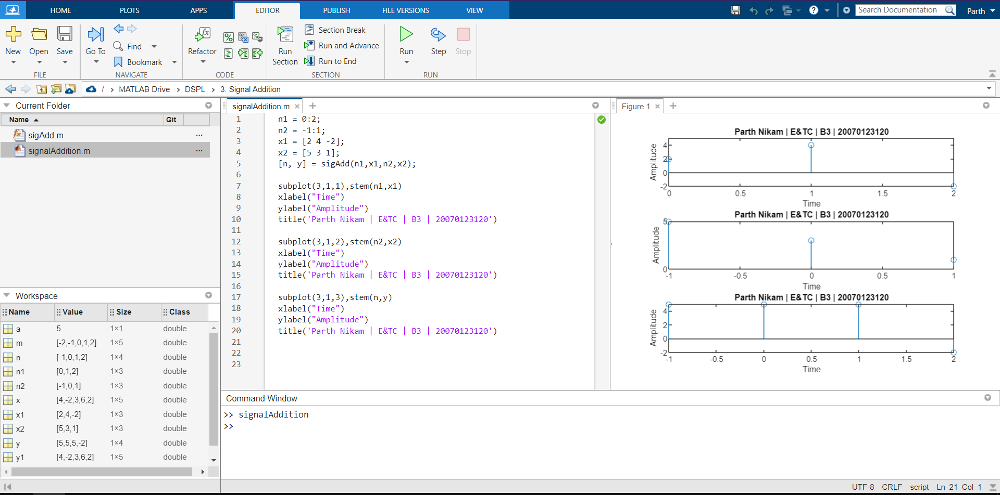 HOME PLOTS APPS EDITOR PUBLISH FILE VERSIONS VIEW Search Documentation Parth
New Open Save Go To Find Bookmark Refactor Run Section Section Break Run and Advance Run to End Run Step Stop
FILE NAVIGATE CODE SECTION RUN
/ › MATLAB Drive › DSPL › 3. Signal Addition
Current Folder
Name Git
sigAdd.m ...
signalAddition.m ...
Workspace
Name Value Size Class
a 5 1×1 double
m [-2,-1,0,1,2] 1×5 double
n [-1,0,1,2] 1×4 double
n1 [0,1,2] 1×3 double
n2 [-1,0,1] 1×3 double
x [4,-2,3,6,2] 1×5 double
x1 [2,4,-2] 1×3 double
x2 [5,3,1] 1×3 double
y [5,5,5,-2] 1×4 double
y1 [4,-2,3,6,2] 1×5 double
signalAddition.m
1 n1 = 0:2;
2 n2 = -1:1;
3 x1 = [2 4 -2];
4 x2 = [5 3 1];
5 [n, y] = sigAdd(n1,x1,n2,x2);
6
7 subplot(3,1,1),stem(n1,x1)
8 xlabel("Time")
9 ylabel("Amplitude")
10 title('Parth Nikam | E&TC | B3 | 20070123120')
11
12 subplot(3,1,2),stem(n2,x2)
13 xlabel("Time")
14 ylabel("Amplitude")
15 title('Parth Nikam | E&TC | B3 | 20070123120')
16
17 subplot(3,1,3),stem(n,y)
18 xlabel("Time")
19 ylabel("Amplitude")
20 title('Parth Nikam | E&TC | B3 | 20070123120')
21
22
23
Figure 1
Parth Nikam | E&TC | B3 | 20070123120
Amplitude
4
2
0
-2
0 0.5 1 1.5 2
Time
Parth Nikam | E&TC | B3 | 20070123120
Amplitude
5
0
-1 -0.5 0 0.5 1
Time
Parth Nikam | E&TC | B3 | 20070123120
Amplitude
4
2
0
-2
-1 -0.5 0 0.5 1 1.5 2
Time
Command Window
>> signalAddition
>>
UTF-8 CRLF script Ln 21 Col 1